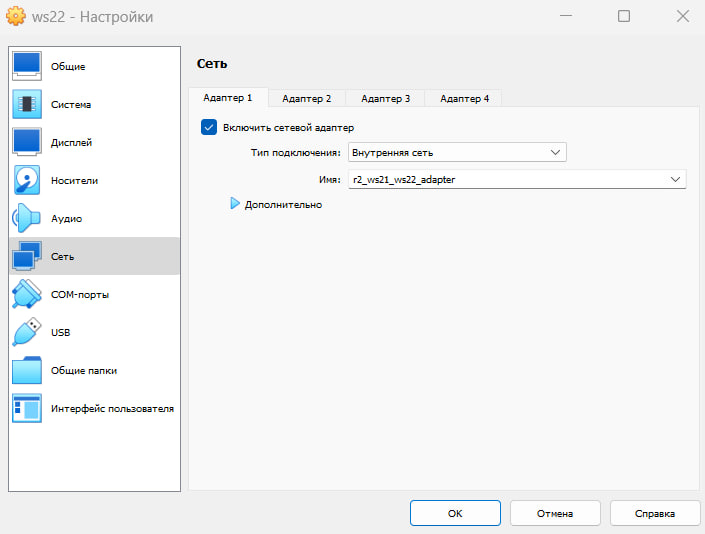 ws22 - Настройки
Общие
Система
Дисплей
Носители
Аудио
Сеть
COM-порты
USB
Общие папки
Интерфейс пользователя
Сеть
Адаптер 1
Адаптер 2
Адаптер 3
Адаптер 4
Включить сетевой адаптер
Тип подключения: Внутренняя сеть
Имя: r2_ws21_ws22_adapter
Дополнительно
OK
Отмена
Справка